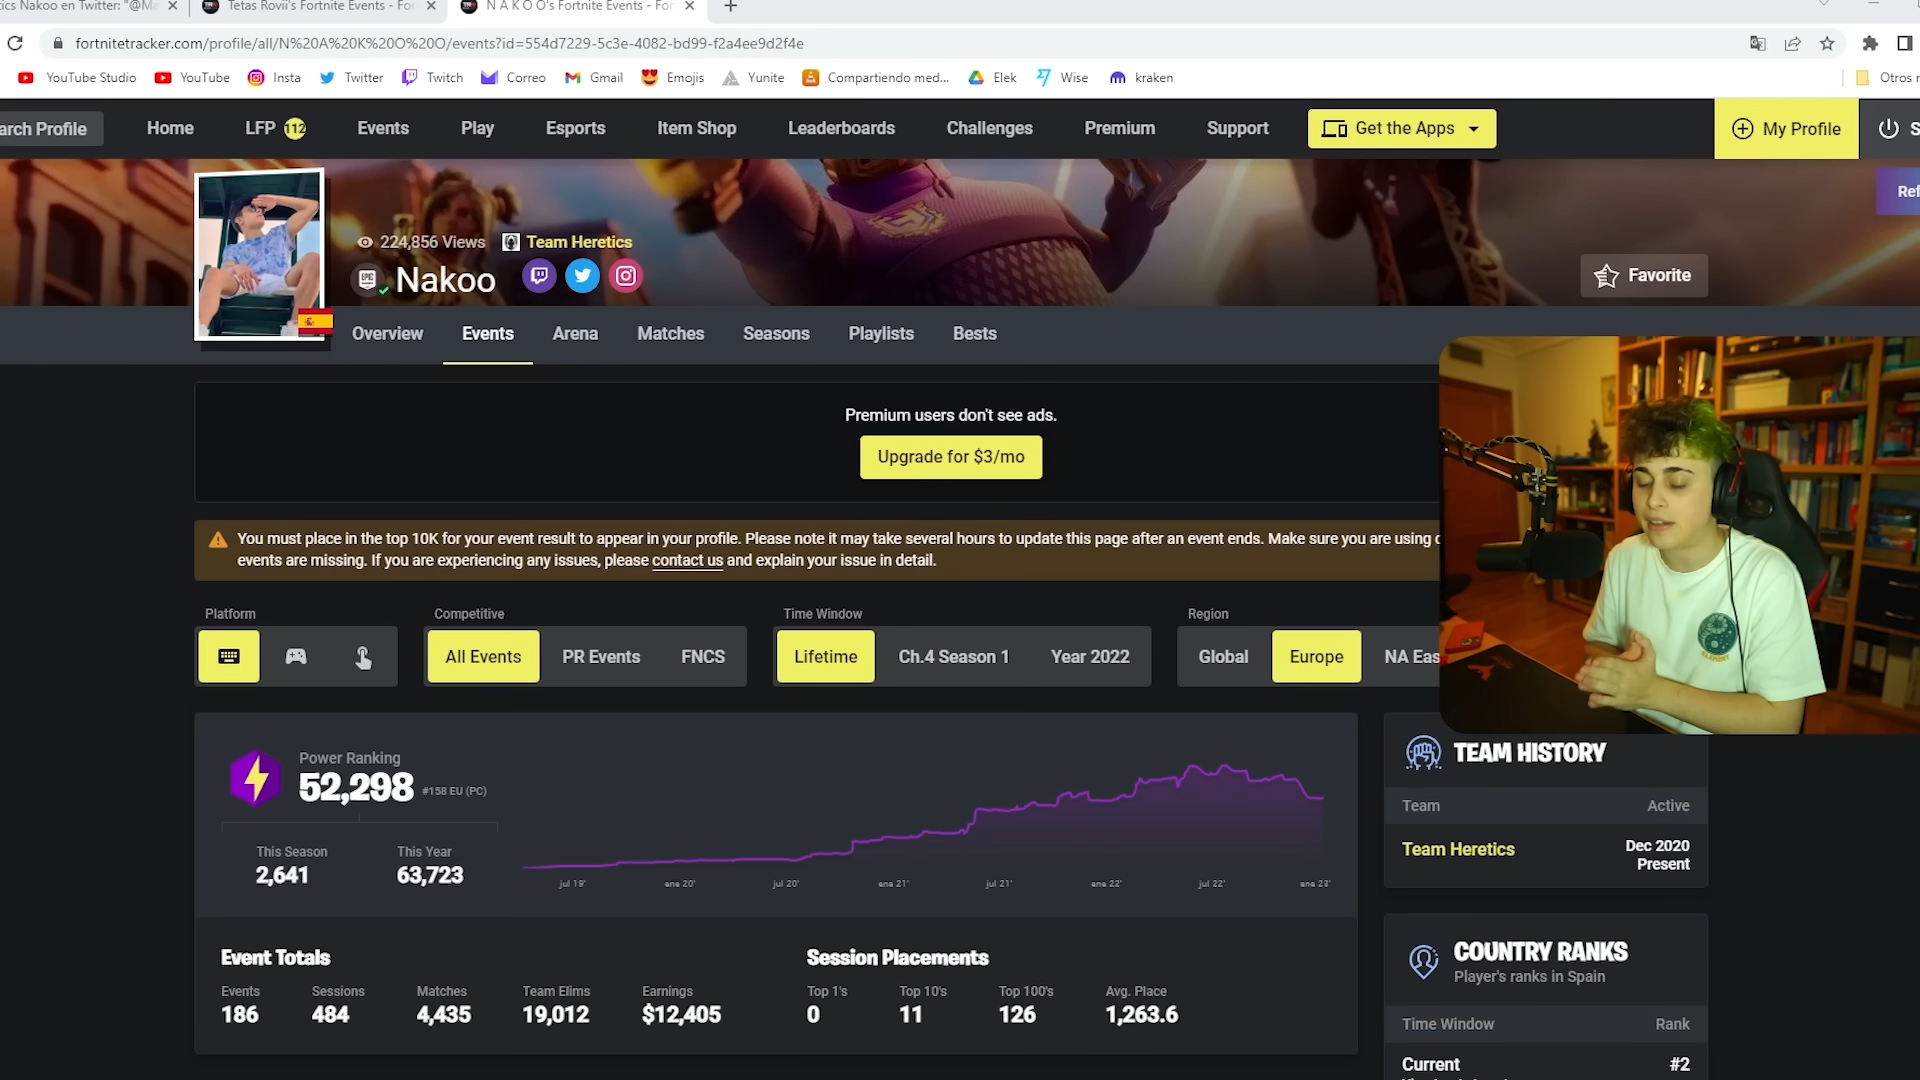 cs Nakoo en Twitter: "@Ma
Tetas Rovii's Fortnite Events - For
N A K O O's Fortnite Events - For
fortnitetracker.com/profile/all/N%20A%20K%20O%20O/events?id=554d7229-5c3e-4082-bd99-f2a4ee9d2f4e
YouTube Studio YouTube Insta Twitter Twitch Correo Gmail Emojis Yunite Compartiendo med... Elek Wise kraken Otros
arch Profile Home LFP 112 Events Play Esports Item Shop Leaderboards Challenges Premium Support Get the Apps My Profile S
Ref
224,856 Views Team Heretics
EPIC Nakoo
Favorite
Overview Events Arena Matches Seasons Playlists Bests
Premium users don't see ads.
Upgrade for $3/mo
You must place in the top 10K for your event result to appear in your profile. Please note it may take several hours to update this page after an event ends. Make sure you are using
events are missing. If you are experiencing any issues, please contact us and explain your issue in detail.
Platform Competitive Time Window Region
All Events PR Events FNCS Lifetime Ch.4 Season 1 Year 2022 Global Europe NA Eas
Power Ranking
52,298 #158 EU (PC)
This Season This Year
2,641 63,723
jul 19' ene 20' jul 20' ene 21' jul 21' ene 22' jul 22' ene 23'
TEAM HISTORY
Team Active
Team Heretics Dec 2020
Present
Event Totals
Events Sessions Matches Team Elims Earnings
186 484 4,435 19,012 $12,405
Session Placements
Top 1's Top 10's Top 100's Avg. Place
0 11 126 1,263.6
COUNTRY RANKS
Player's ranks in Spain
Time Window Rank
Current #2